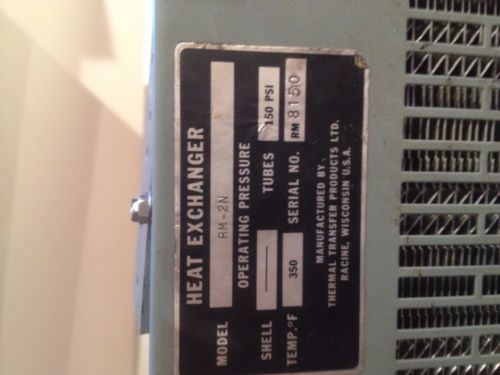 HEAT EXCHANGER
MODEL RM-2N
OPERATING PRESSURE
SHELL — TUBES 150 PSI
TEMP.°F 350 SERIAL NO. RM 8150
MANUFACTURED BY
THERMAL TRANSFER PRODUCTS LTD.
RACINE, WISCONSIN U.S.A.